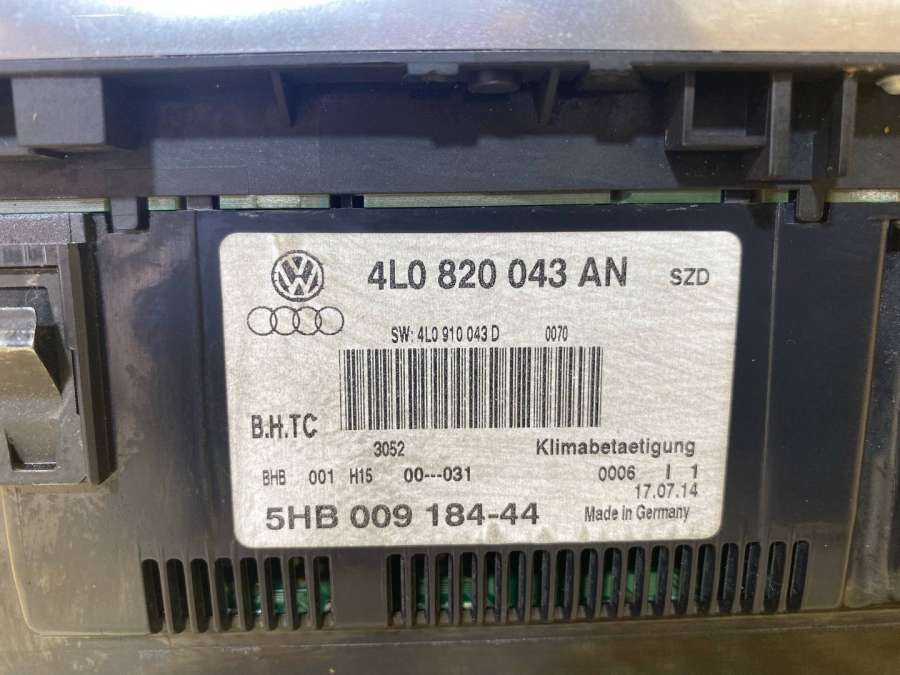 4L0 820 043 AN SZD
SW: 4L0 910 043 D 0070
B.H.TC
3052 Klimabetaetigung
BHB 001 H15 00---031 0006 I 1
17.07.14
5HB 009 184-44 Made in Germany